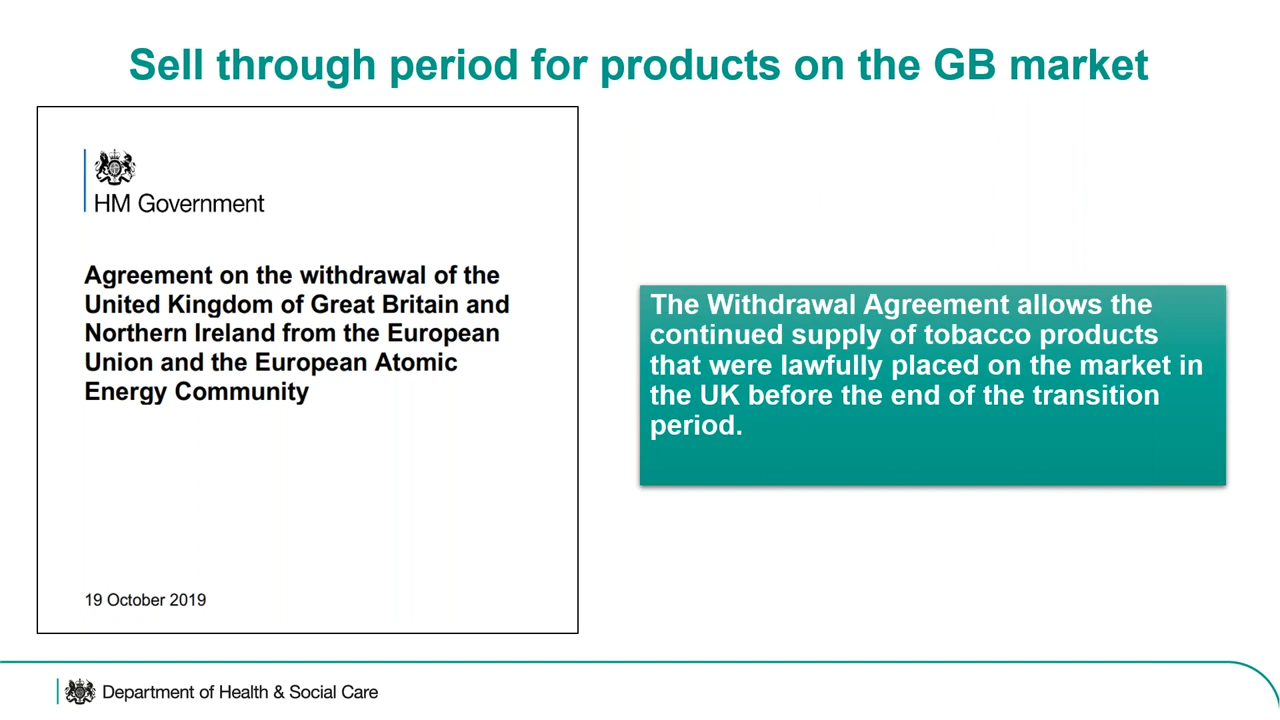 Sell through period for products on the GB market
HM Government
Agreement on the withdrawal of the
United Kingdom of Great Britain and
Northern Ireland from the European
Union and the European Atomic
Energy Community
19 October 2019
The Withdrawal Agreement allows the
continued supply of tobacco products
that were lawfully placed on the market in
the UK before the end of the transition
period.
Department of Health & Social Care